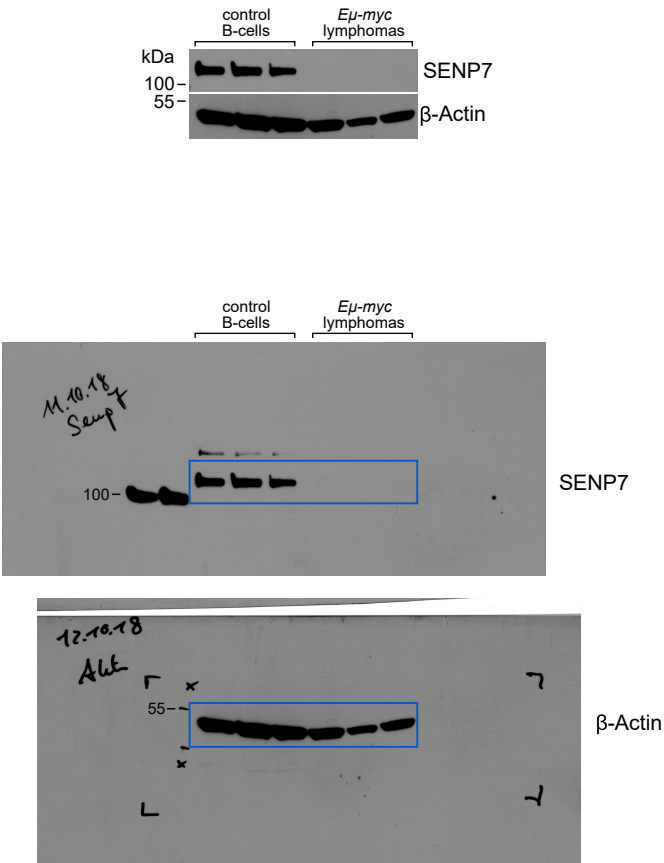 control
B-cells
Eμ-myc
lymphomas
kDa
100
55
SENP7
β-Actin
control
B-cells
Eμ-myc
lymphomas
11.10.18
Senp7
100
SENP7
12.10.18
55
β-Actin